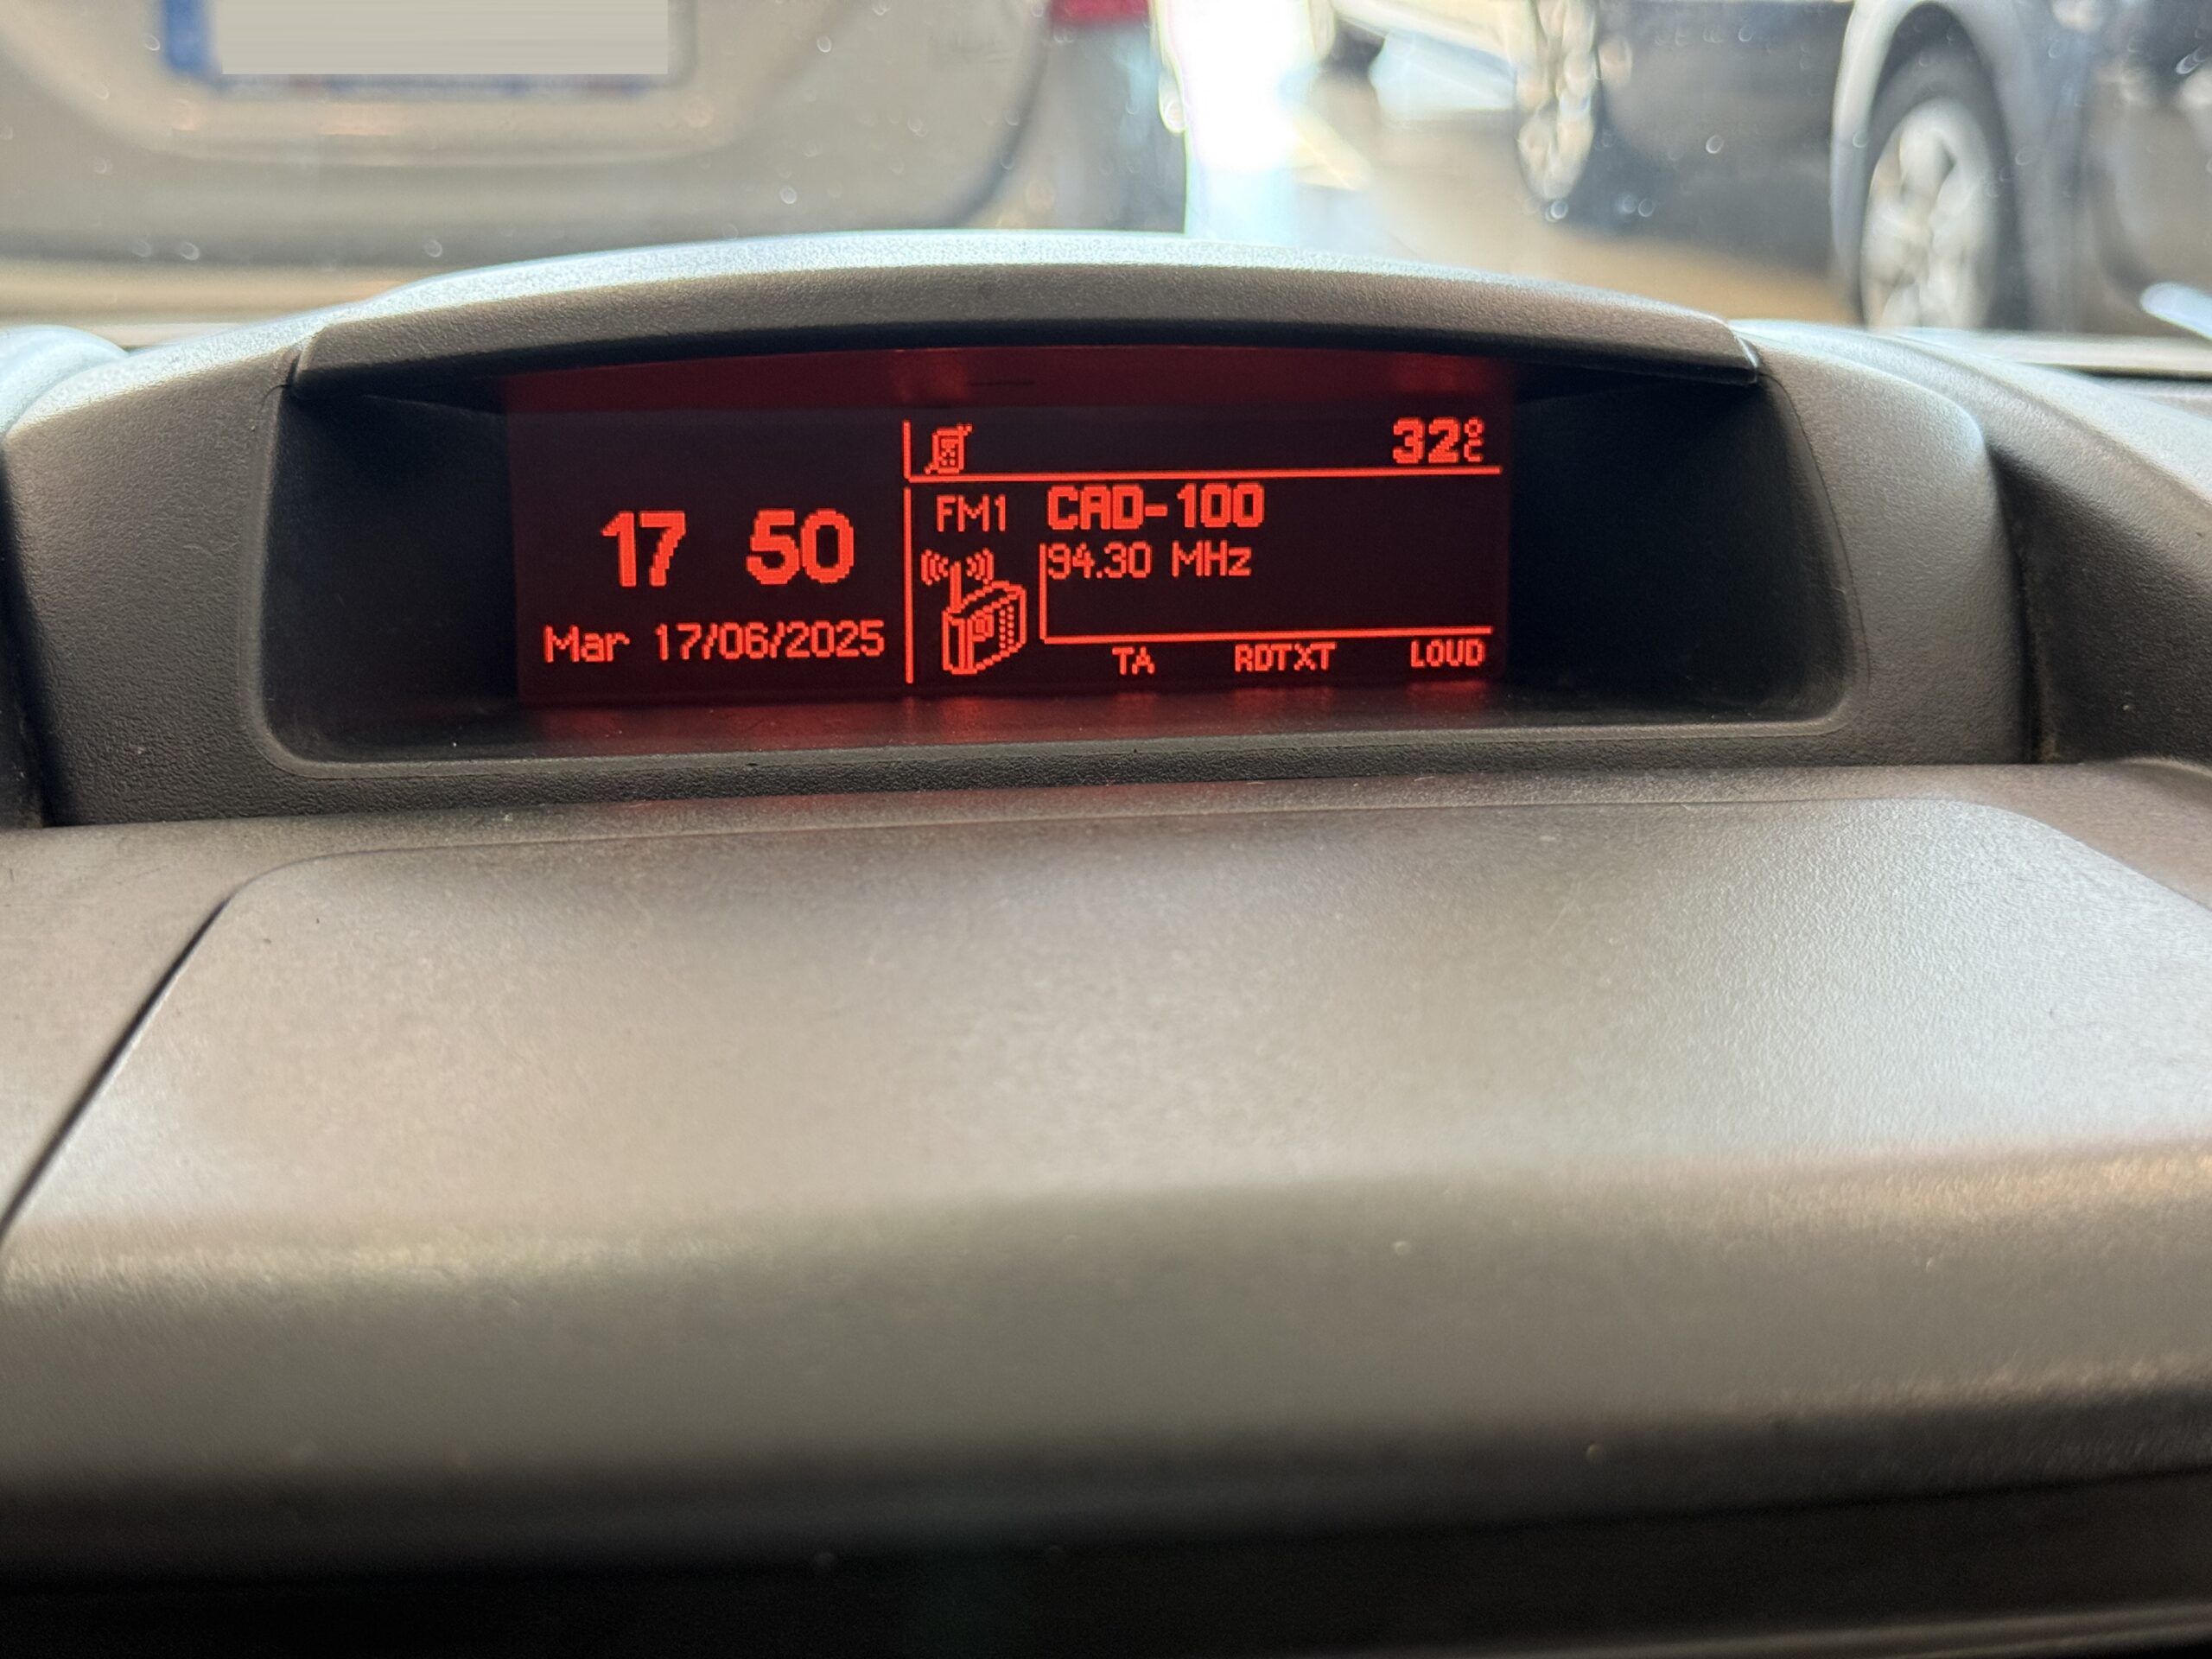 17 50
Mar 17/06/2025
32°C
FM1 CAD-100
94.30 MHz
TA RDTXT LOUD